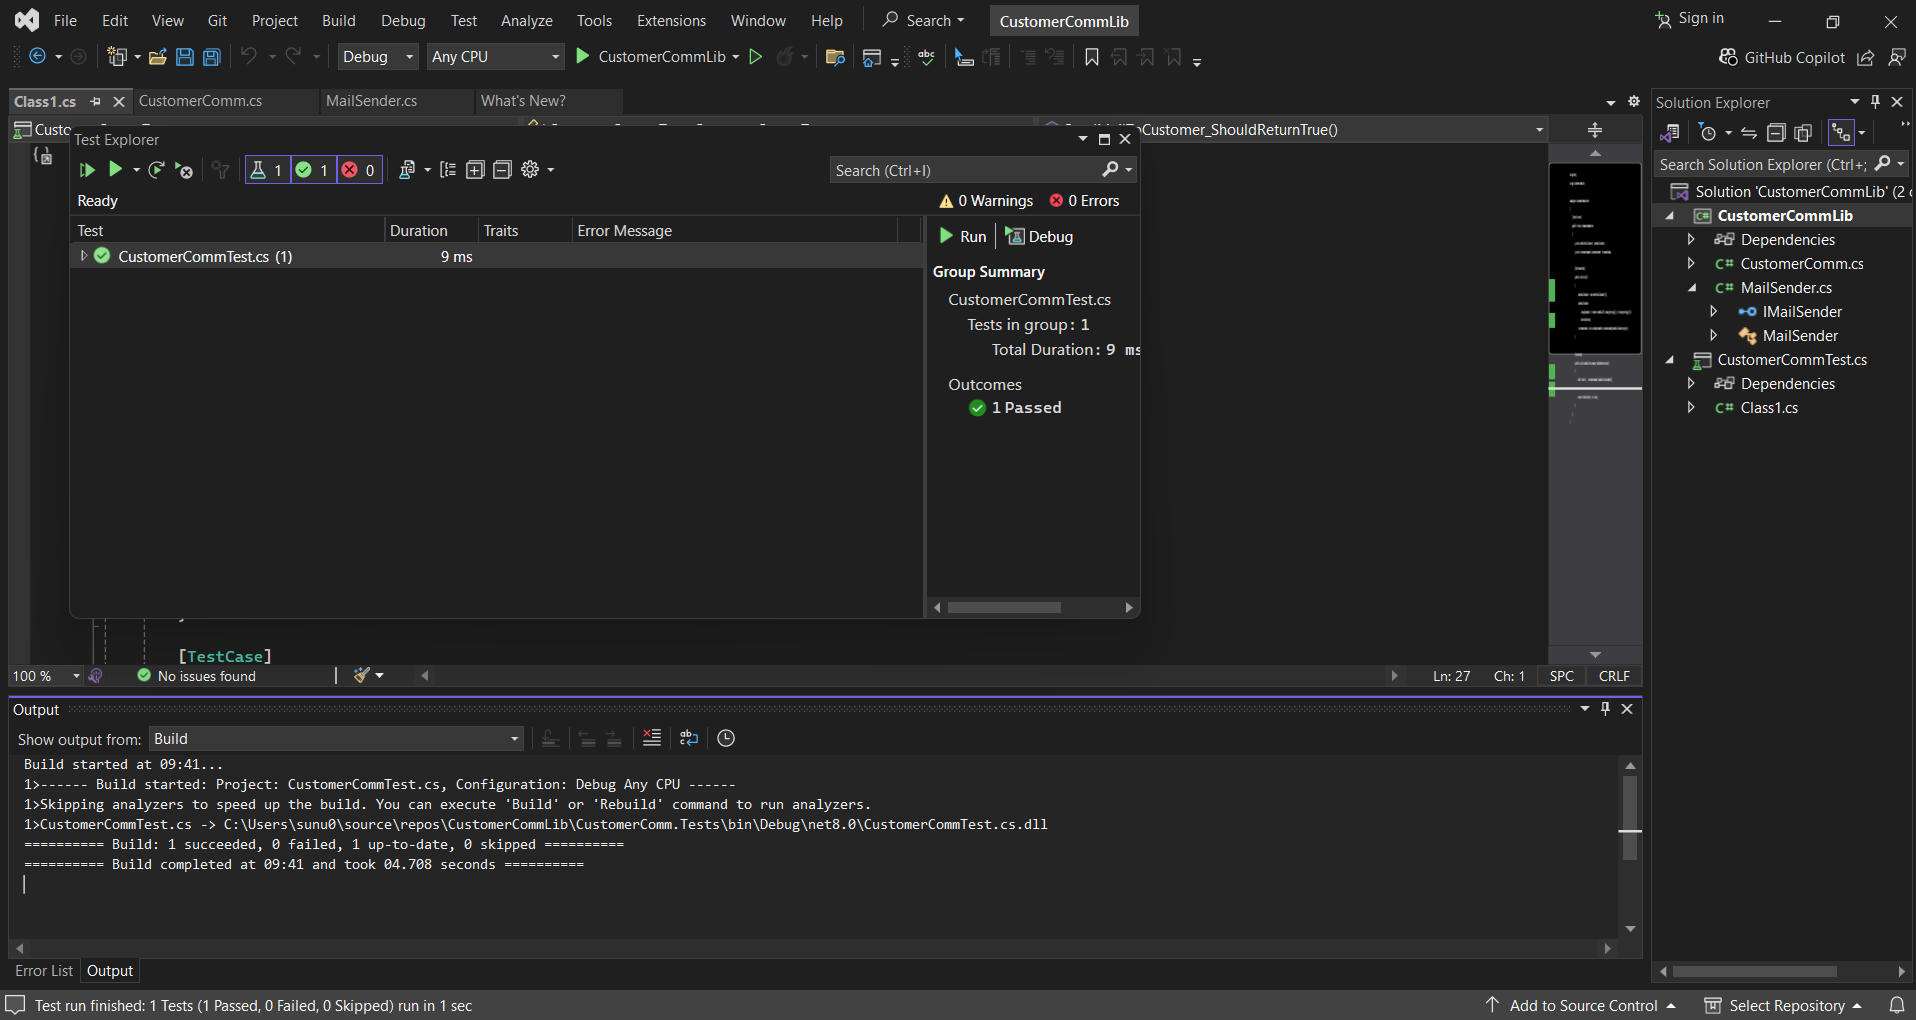 File Edit View Git Project Build Debug Test Analyze Tools Extensions Window Help Search CustomerCommLib Sign in
Debug Any CPU CustomerCommLib GitHub Copilot
Class1.cs CustomerComm.cs MailSender.cs What's New?
Customer_ShouldReturnTrue()
Test Explorer
1 1 0 Search (Ctrl+I)
Ready 0 Warnings 0 Errors
Test Duration Traits Error Message
CustomerCommTest.cs (1) 9 ms
Run Debug
Group Summary
CustomerCommTest.cs
Tests in group: 1
Total Duration: 9 ms
Outcomes
1 Passed
[TestCase]
100 % No issues found Ln: 27 Ch: 1 SPC CRLF
Output
Show output from: Build
Build started at 09:41...
1>------ Build started: Project: CustomerCommTest.cs, Configuration: Debug Any CPU ------
1>Skipping analyzers to speed up the build. You can execute 'Build' or 'Rebuild' command to run analyzers.
1>CustomerCommTest.cs -> C:\Users\sunu0\source\repos\CustomerCommLib\CustomerComm.Tests\bin\Debug\net8.0\CustomerCommTest.cs.dll
========== Build: 1 succeeded, 0 failed, 1 up-to-date, 0 skipped ==========
========== Build completed at 09:41 and took 04.708 seconds ==========
Error List Output
Solution Explorer
Search Solution Explorer (Ctrl+;
Solution 'CustomerCommLib' (2
CustomerCommLib
Dependencies
CustomerComm.cs
MailSender.cs
IMailSender
MailSender
CustomerCommTest.cs
Dependencies
Class1.cs
Test run finished: 1 Tests (1 Passed, 0 Failed, 0 Skipped) run in 1 sec Add to Source Control Select Repository